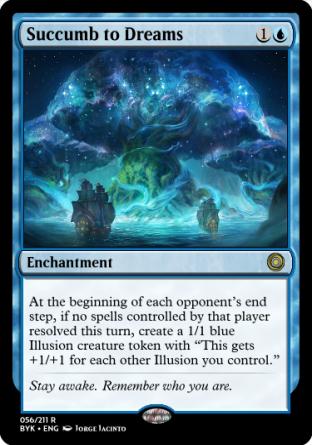 Succumb to Dreams 1
Enchantment
At the beginning of each opponent's end
step, if no spells controlled by that player
resolved this turn, create a 1/1 blue
Illusion creature token with “This gets
+1/+1 for each other Illusion you control.”
Stay awake. Remember who you are.
056/211 R
BYK • ENG Jorge Jacinto